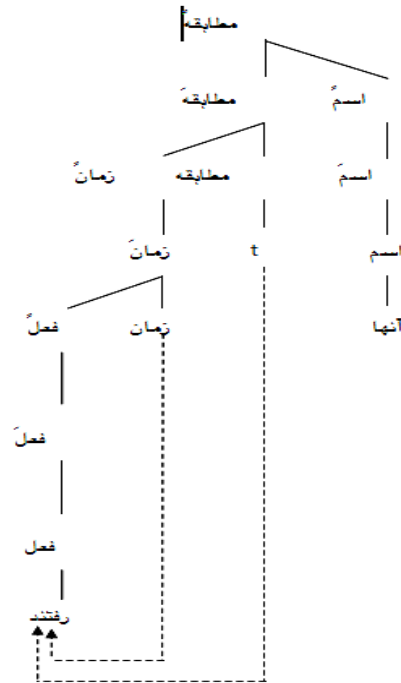 مطابقهً
اسمً مطابقهَ
اسمَ مطابقه زمانً
اسم t زمانَ
آنها زمان فعلً
فعلَ
فعل
رفتند